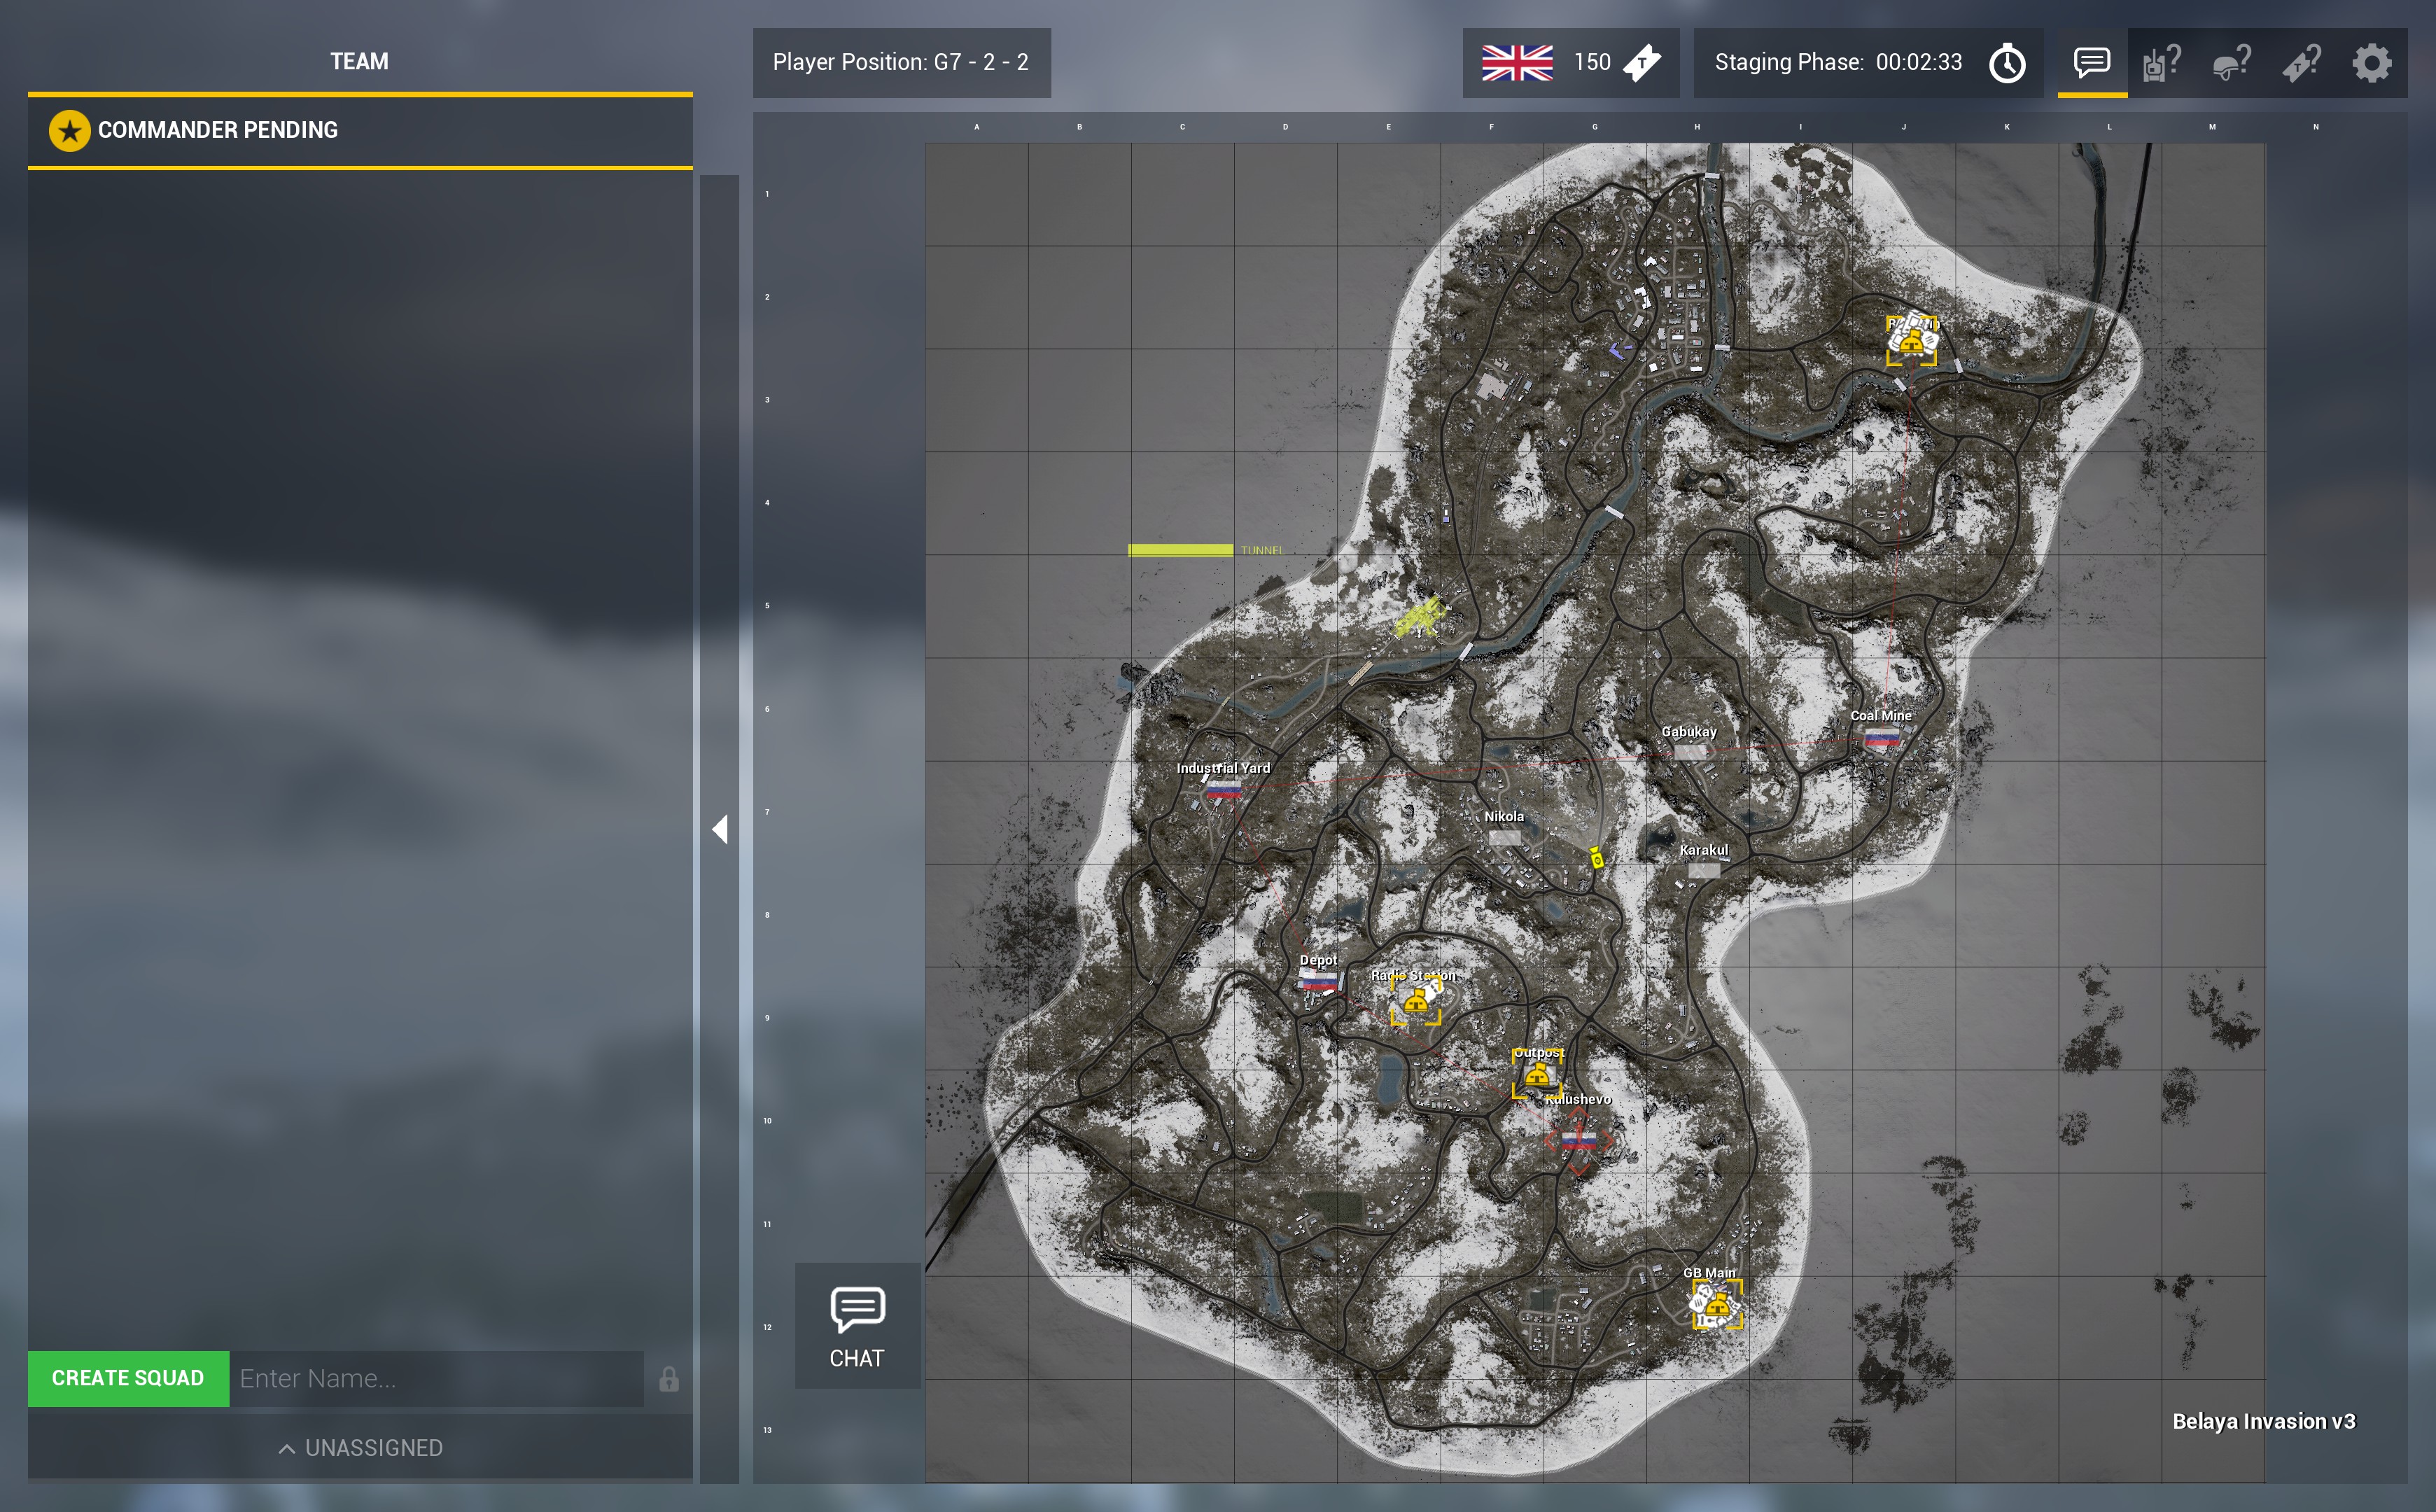 TEAM
COMMANDER PENDING
Player Position: G7 - 2 - 2
150
Staging Phase: 00:02:33
A B C D E F G H I J K L M N
1
2
3
4
5
6
7
8
9
10
11
12
13
TUNNEL
Coal Mine
Gabukay
Industrial Yard
Nikola
Karakul
Depot
Radio Station
Outpost
GB Main
CHAT
CREATE SQUAD
Enter Name...
UNASSIGNED
Belaya Invasion v3